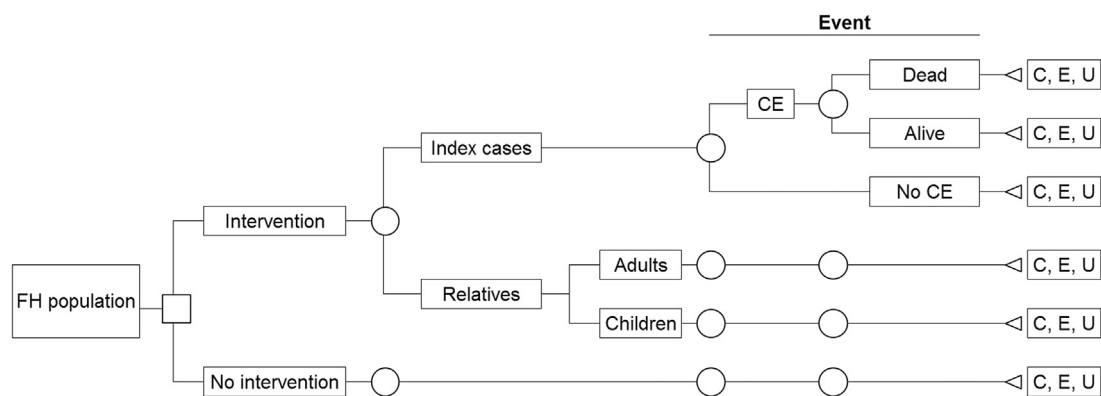 Event
Dead
C, E, U
CE
Alive
C, E, U
Index cases
No CE
C, E, U
Intervention
Adults
C, E, U
FH population
Relatives
Children
C, E, U
No intervention
C, E, U